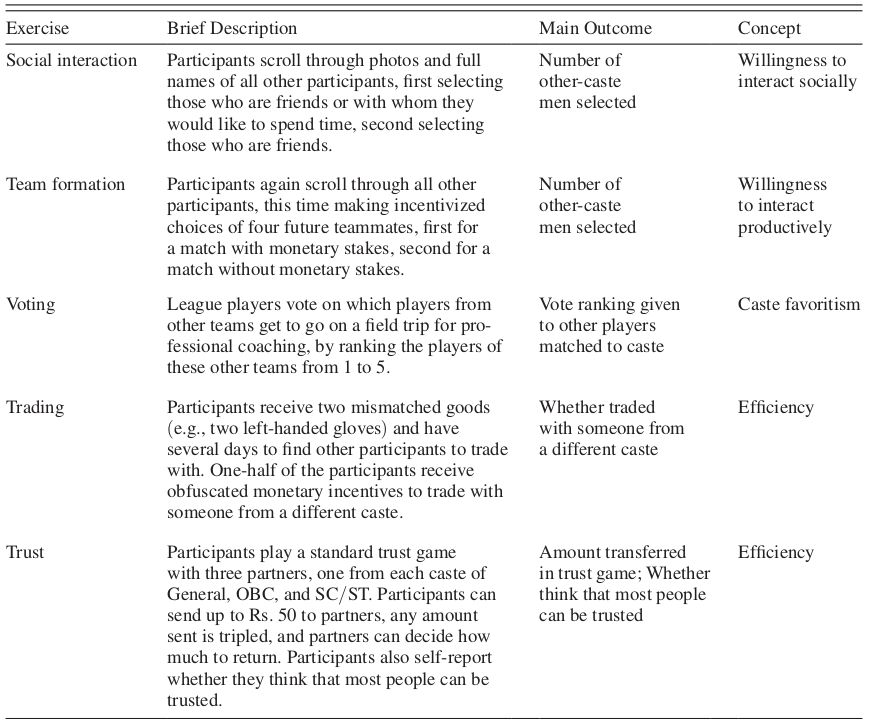 Exercise Brief Description Main Outcome Concept
Social interaction Participants scroll through photos and full Number of Willingness to
names of all other participants, first selecting other-caste interact socially
those who are friends or with whom they men selected
would like to spend time, second selecting
those who are friends.
Team formation Participants again scroll through all other Number of Willingness
participants, this time making incentivized other-caste to interact
choices of four future teammates, first for men selected productively
a match with monetary stakes, second for a
match without monetary stakes.
Voting League players vote on which players from Vote ranking given Caste favoritism
other teams get to go on a field trip for pro- to other players
fessional coaching, by ranking the players of matched to caste
these other teams from 1 to 5.
Trading Participants receive two mismatched goods Whether traded Efficiency
(e.g., two left-handed gloves) and have with someone from
several days to find other participants to trade a different caste
with. One-half of the participants receive
obfuscated monetary incentives to trade with
someone from a different caste.
Trust Participants play a standard trust game Amount transferred Efficiency
with three partners, one from each caste of in trust game; Whether
General, OBC, and SC/ST. Participants can think that most people
send up to Rs. 50 to partners, any amount can be trusted
sent is tripled, and partners can decide how
much to return. Participants also self-report
whether they think that most people can be
trusted.